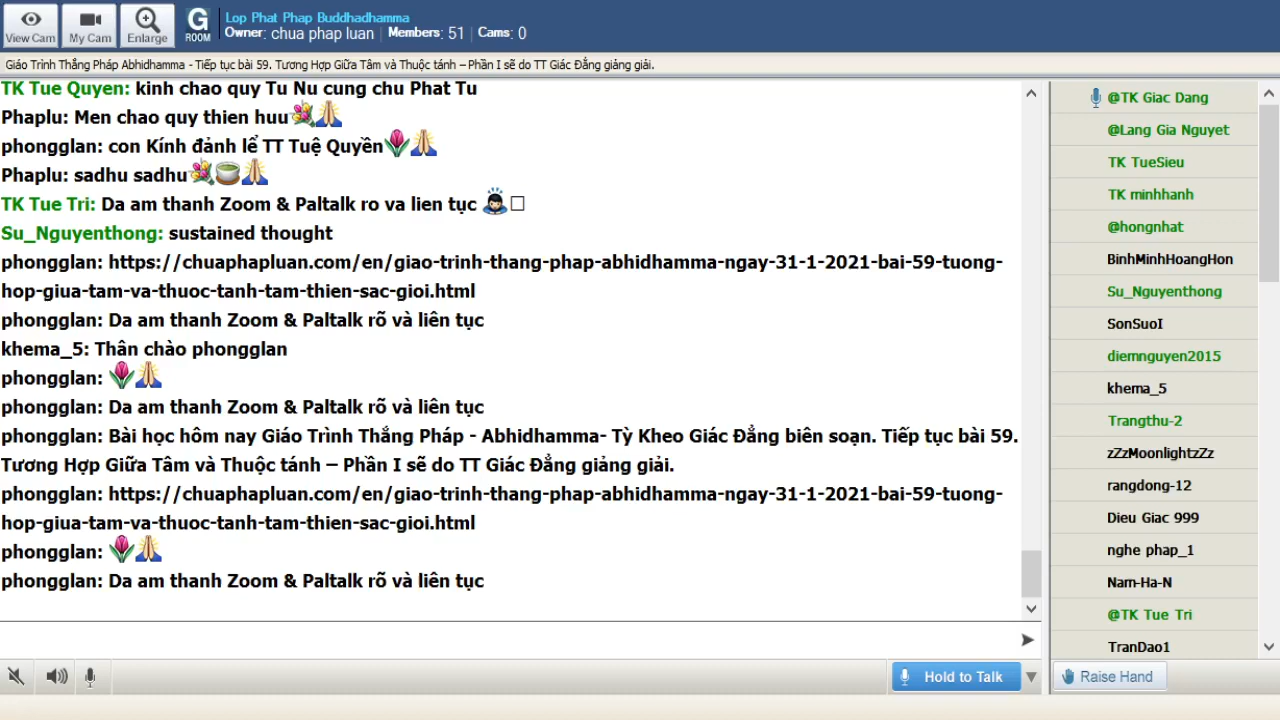 View Cam
My Cam
Enlarge
G
ROOM
Lop Phat Phap Buddhadhamma
Owner: chua phap luan Members: 51 Cams: 0
Giáo Trình Thắng Pháp Abhidhamma - Tiếp tục bài 59. Tương Hợp Giữa Tâm và Thuộc tánh – Phần I sẽ do TT Giác Đẳng giảng giải.
TK Tue Quyen: kinh chao quy Tu Nu cung chu Phat Tu
Phaplu: Men chao quy thien huu💐🙏
phongglan: con Kính đảnh lể TT Tuệ Quyền🌷🙏
Phaplu: sadhu sadhu💐🍵🙏
TK Tue Tri: Da am thanh Zoom & Paltalk ro va lien tục 🙇□
Su_Nguyenthong: sustained thought
phongglan: https://chuaphapluan.com/en/giao-trinh-thang-phap-abhidhamma-ngay-31-1-2021-bai-59-tuong-
hop-giua-tam-va-thuoc-tanh-tam-thien-sac-gioi.html
phongglan: Da am thanh Zoom & Paltalk rõ và liên tục
khema_5: Thân chào phongglan
phongglan: 🌷🙏
phongglan: Da am thanh Zoom & Paltalk rõ và liên tục
phongglan: Bài học hôm nay Giáo Trình Thắng Pháp - Abhidhamma- Tỳ Kheo Giác Đẳng biên soạn. Tiếp tục bài 59.
Tương Hợp Giữa Tâm và Thuộc tánh – Phần I sẽ do TT Giác Đẳng giảng giải.
phongglan: https://chuaphapluan.com/en/giao-trinh-thang-phap-abhidhamma-ngay-31-1-2021-bai-59-tuong-
hop-giua-tam-va-thuoc-tanh-tam-thien-sac-gioi.html
phongglan: 🌷🙏
phongglan: Da am thanh Zoom & Paltalk rõ và liên tục
@TK Giac Dang
@Lang Gia Nguyet
TK TueSieu
TK minhhanh
@hongnhat
BinhMinhHoangHon
Su_Nguyenthong
SonSuoI
diemnguyen2015
khema_5
Trangthu-2
zZzMoonlightzZz
rangdong-12
Dieu Giac 999
nghe phap_1
Nam-Ha-N
@TK Tue Tri
TranDao1
Hold to Talk
Raise Hand